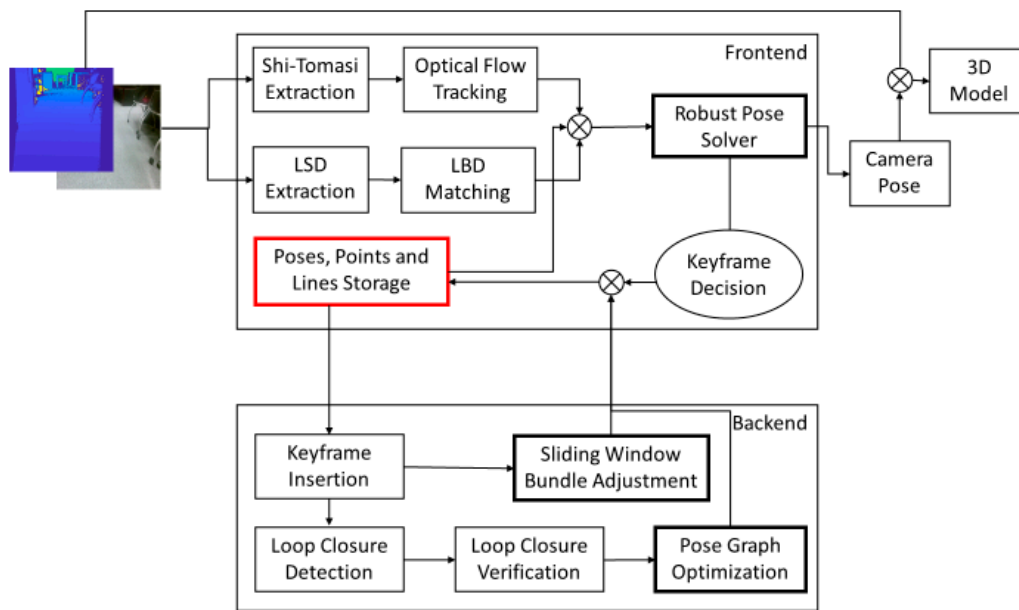 Frontend
Shi-Tomasi
Extraction
Optical Flow
Tracking
Robust Pose
Solver
3D
Model
LSD
Extraction
LBD
Matching
Camera
Pose
Poses, Points and
Lines Storage
Keyframe
Decision
Backend
Keyframe
Insertion
Sliding Window
Bundle Adjustment
Loop Closure
Detection
Loop Closure
Verification
Pose Graph
Optimization